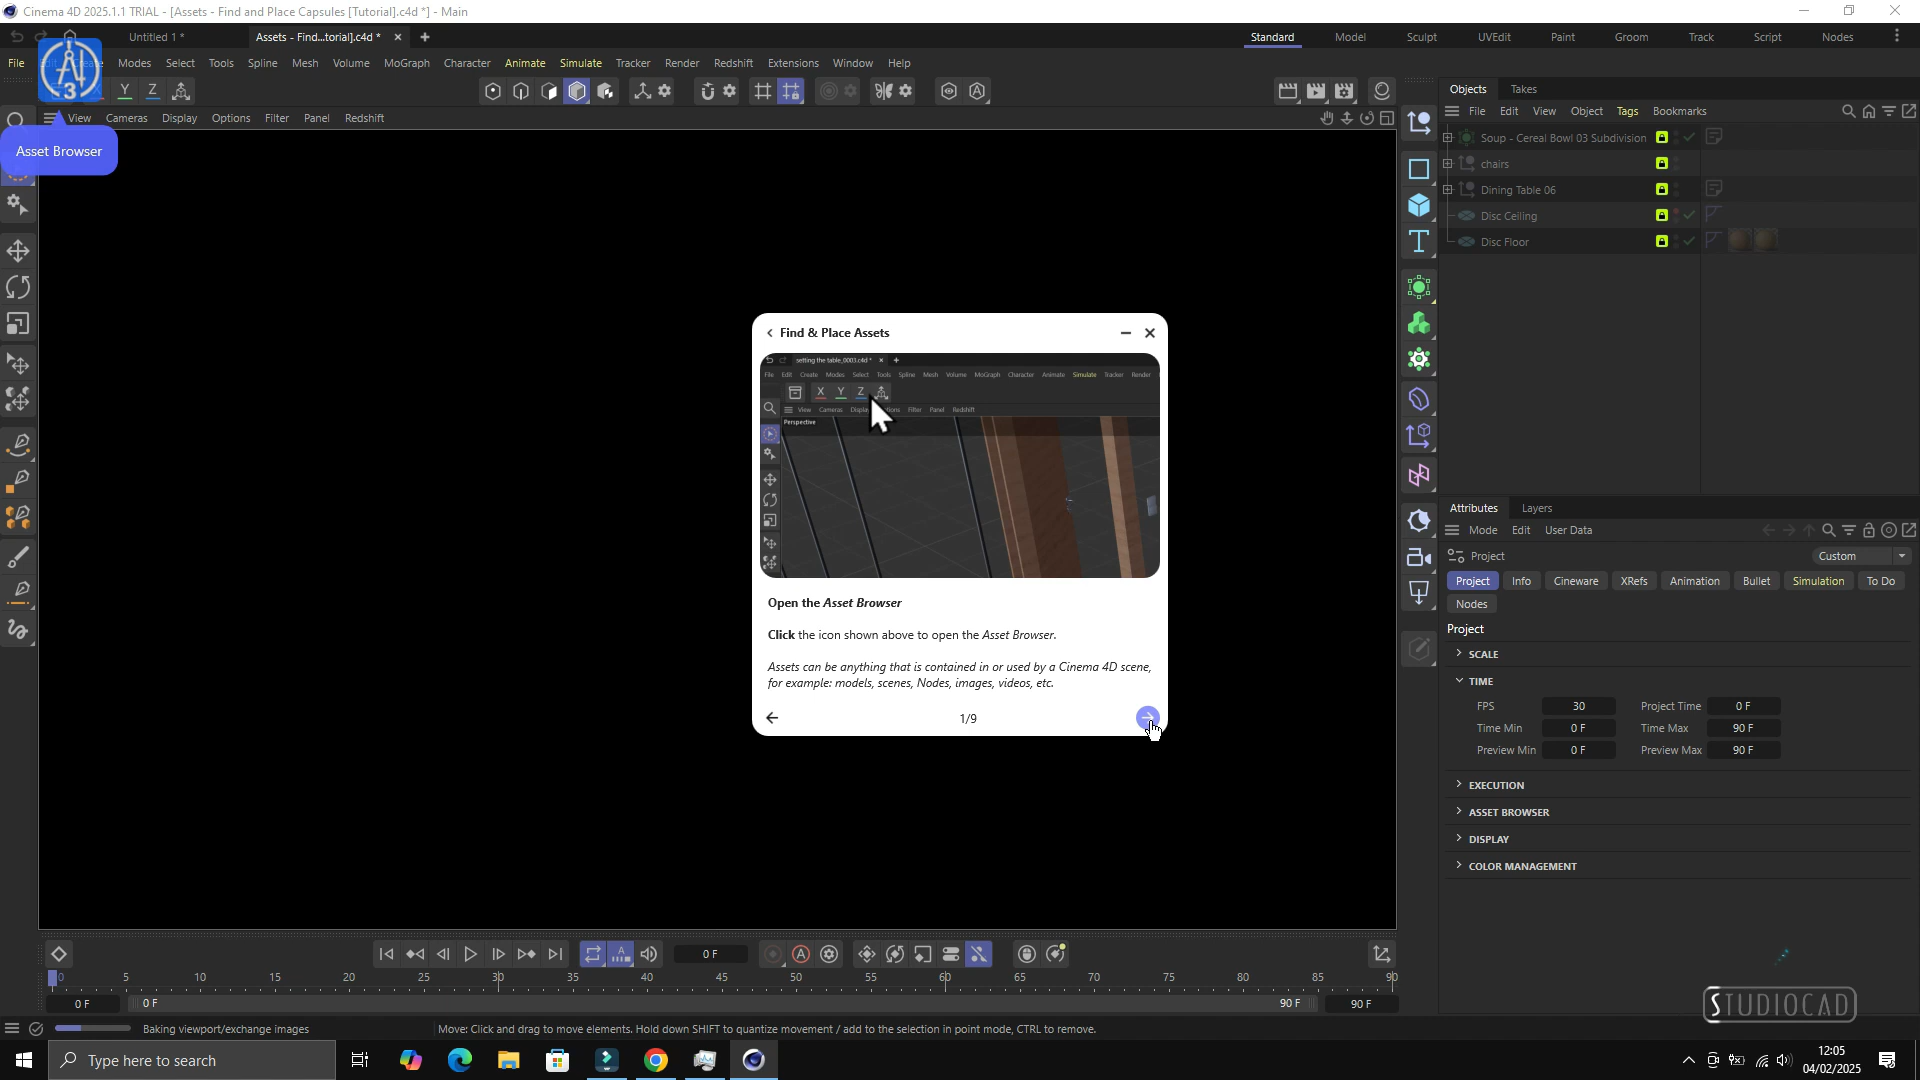 Cinema 4D 2025.1.1 TRIAL - [Assets - Find and Place Capsules [Tutorial].c4d *] - Main
Untitled 1 *
Assets - Find...torial].c4d *
Standard
Model
Sculpt
UVEdit
Paint
Groom
Track
Script
Nodes
File
Modes
Select
Tools
Spline
Mesh
Volume
MoGraph
Character
Animate
Simulate
Tracker
Render
Redshift
Extensions
Window
Help
3
Y
Z
View
Cameras
Display
Options
Filter
Panel
Redshift
Asset Browser
Objects
Takes
File
Edit
View
Object
Tags
Bookmarks
Soup - Cereal Bowl 03 Subdivision
chairs
Dining Table 06
Disc Ceiling
Disc Floor
Find & Place Assets
setting the table_0003.c4d *
File Edit Create Modes Select Tools Spline Mesh Volume MoGraph Character Animate Simulate Tracker Render
X Y Z
View Cameras Filter Panel Redshift
Perspective
Open the Asset Browser
Click the icon shown above to open the Asset Browser.
Assets can be anything that is contained in or used by a Cinema 4D scene,
for example: models, scenes, Nodes, images, videos, etc.
1/9
Attributes
Layers
Mode
Edit
User Data
Project
Custom
Project
Info
Cineware
XRefs
Animation
Bullet
Simulation
To Do
Nodes
Project
SCALE
TIME
FPS 30 Project Time 0 F
Time Min 0 F Time Max 90 F
Preview Min 0 F Preview Max 90 F
EXECUTION
ASSET BROWSER
DISPLAY
COLOR MANAGEMENT
0 F
0 5 10 15 20 25 30 35 40 45 50 55 60 65 70 75 80 85 90
0 F 0 F 90 F 90 F
STUDIOCAD
Baking viewport/exchange images
Move: Click and drag to move elements. Hold down SHIFT to quantize movement / add to the selection in point mode, CTRL to remove.
Type here to search
12:05
04/02/2025